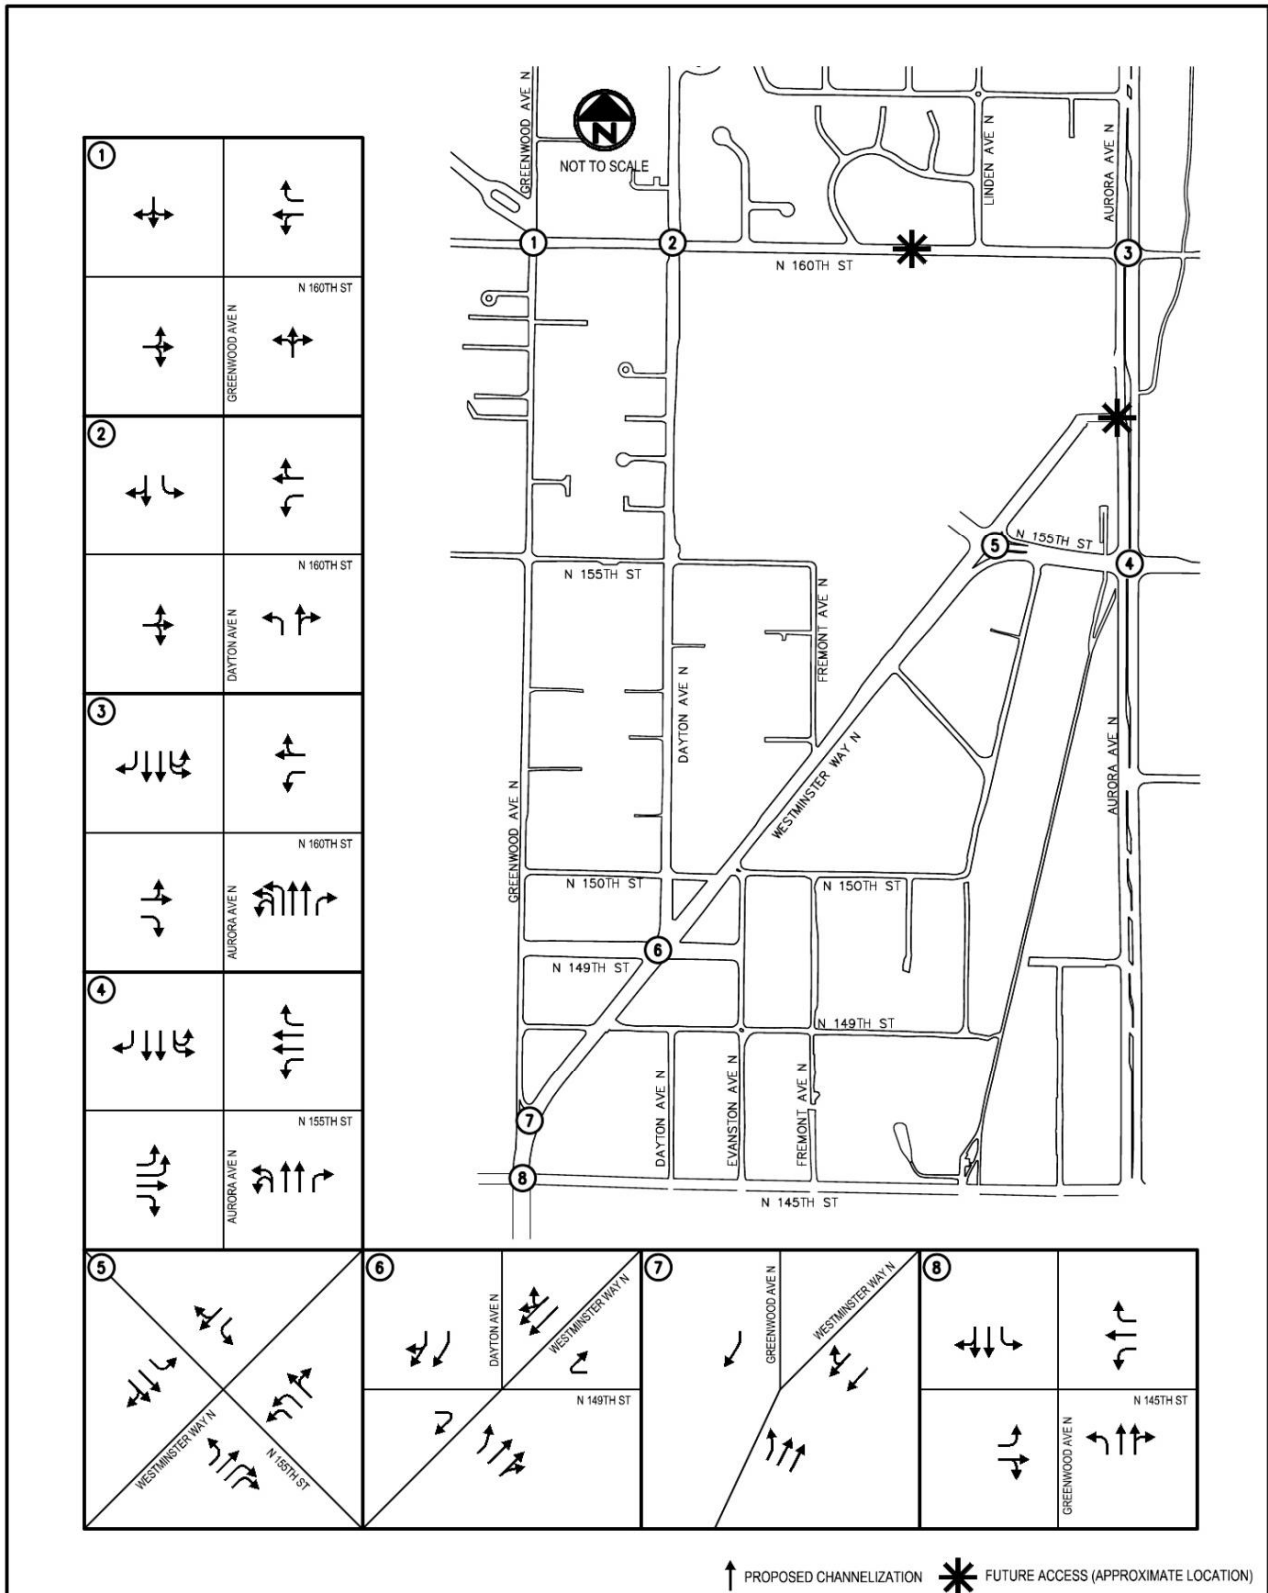 GREENWOOD AVE N
N
NOT TO SCALE
LINDEN AVE N
AURORA AVE N
1
2
3
N 160TH ST
5
N 155TH ST
4
N 155TH ST
FREMONT AVE N
DAYTON AVE N
WESTMINSTER WAY N
AURORA AVE N
GREENWOOD AVE N
N 150TH ST
N 150TH ST
6
N 149TH ST
N 149TH ST
7
DAYTON AVE N
EVANSTON AVE N
FREMONT AVE N
8
N 145TH ST
1
N 160TH ST
GREENWOOD AVE N
2
N 160TH ST
DAYTON AVE N
3
N 160TH ST
AURORA AVE N
4
N 155TH ST
AURORA AVE N
5
WESTMINSTER WAY N
N 155TH ST
6
DAYTON AVE N
WESTMINSTER WAY N
N 149TH ST
7
GREENWOOD AVE N
WESTMINSTER WAY N
8
N 145TH ST
GREENWOOD AVE N
PROPOSED CHANNELIZATION
FUTURE ACCESS (APPROXIMATE LOCATION)